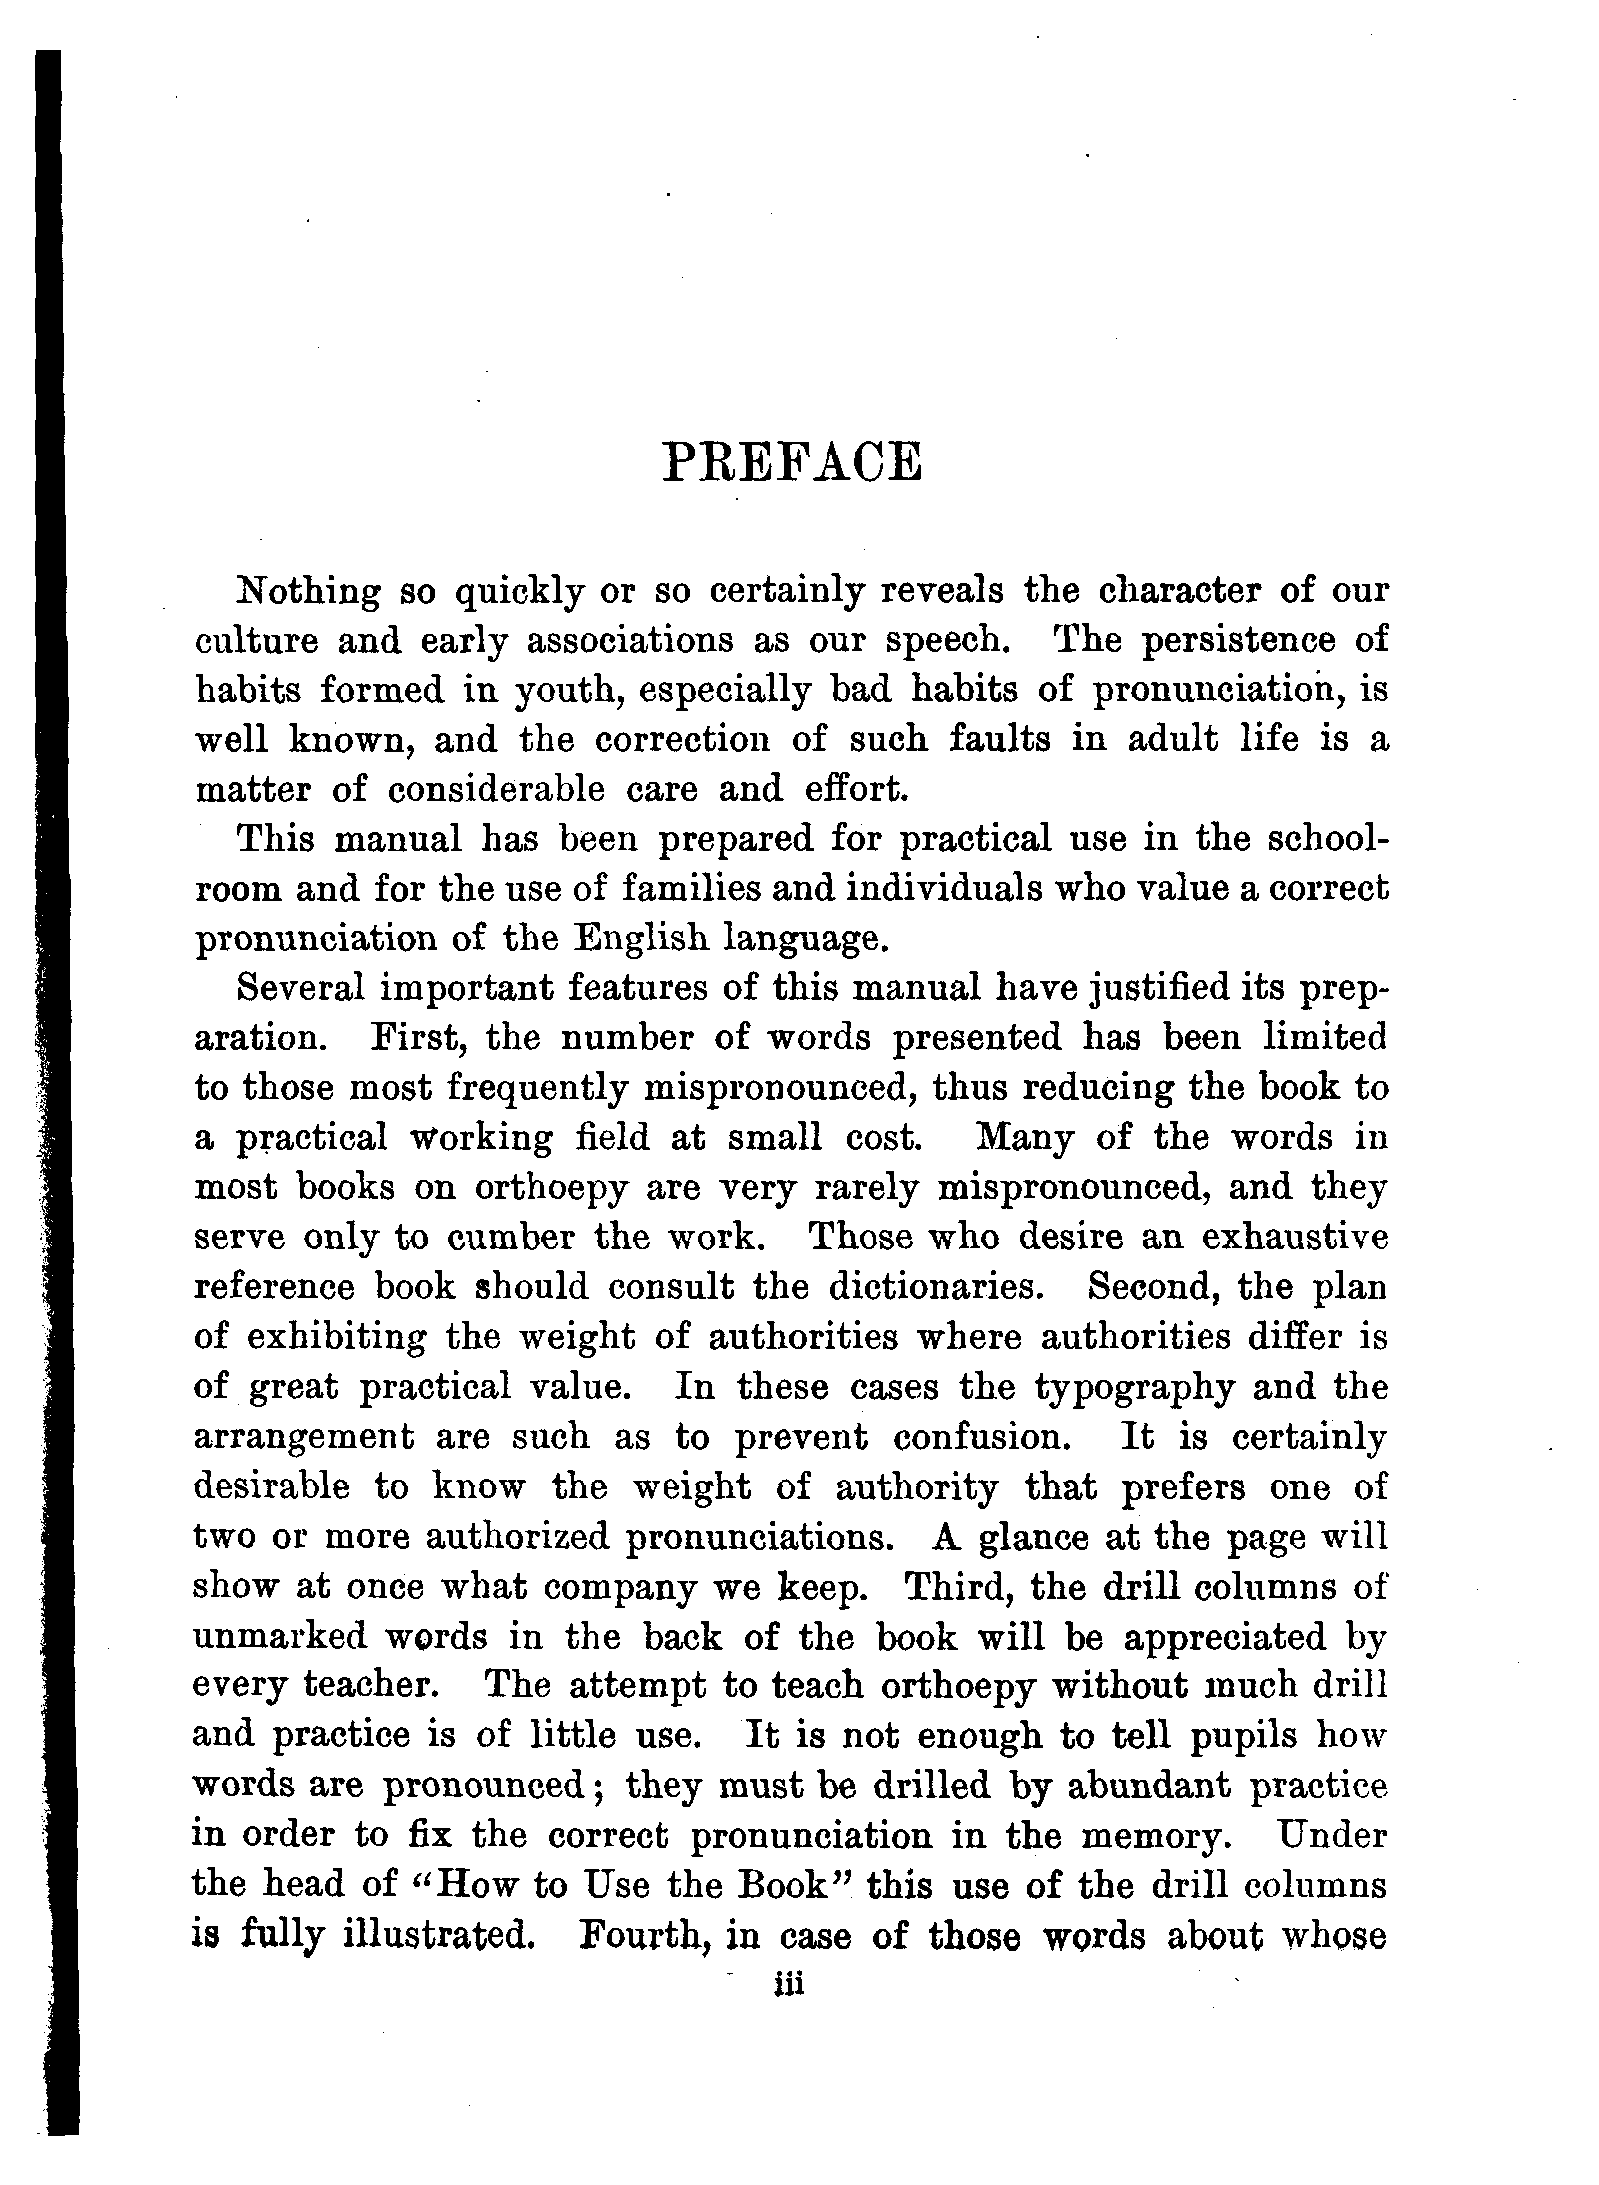 PREFACE
Nothing so quickly or so certainly reveals the character of our
culture and early associations as our speech. The persistence of
habits formed in youth, especially bad habits of pronunciation, is
well known, and the correction of such faults in adult life is a
matter of considerable care and effort.
This manual has been prepared for practical use in the school-
room and for the use of families and individuals who value a correct
pronunciation of the English language.
Several important features of this manual have justified its prep-
aration. First, the number of words presented has been limited
to those most frequently mispronounced, thus reducing the book to
a practical working field at small cost. Many of the words in
most books on orthoepy are very rarely mispronounced, and they
serve only to cumber the work. Those who desire an exhaustive
reference book should consult the dictionaries. Second, the plan
of exhibiting the weight of authorities where authorities differ is
of great practical value. In these cases the typography and the
arrangement are such as to prevent confusion. It is certainly
desirable to know the weight of authority that prefers one of
two or more authorized pronunciations. A glance at the page will
show at once what company we keep. Third, the drill columns of
unmarked words in the back of the book will be appreciated by
every teacher. The attempt to teach orthoepy without much drill
and practice is of little use. It is not enough to tell pupils how
words are pronounced; they must be drilled by abundant practice
in order to fix the correct pronunciation in the memory. Under
the head of "How to Use the Book" this use of the drill columns
is fully illustrated. Fourth, in case of those words about whose
iii